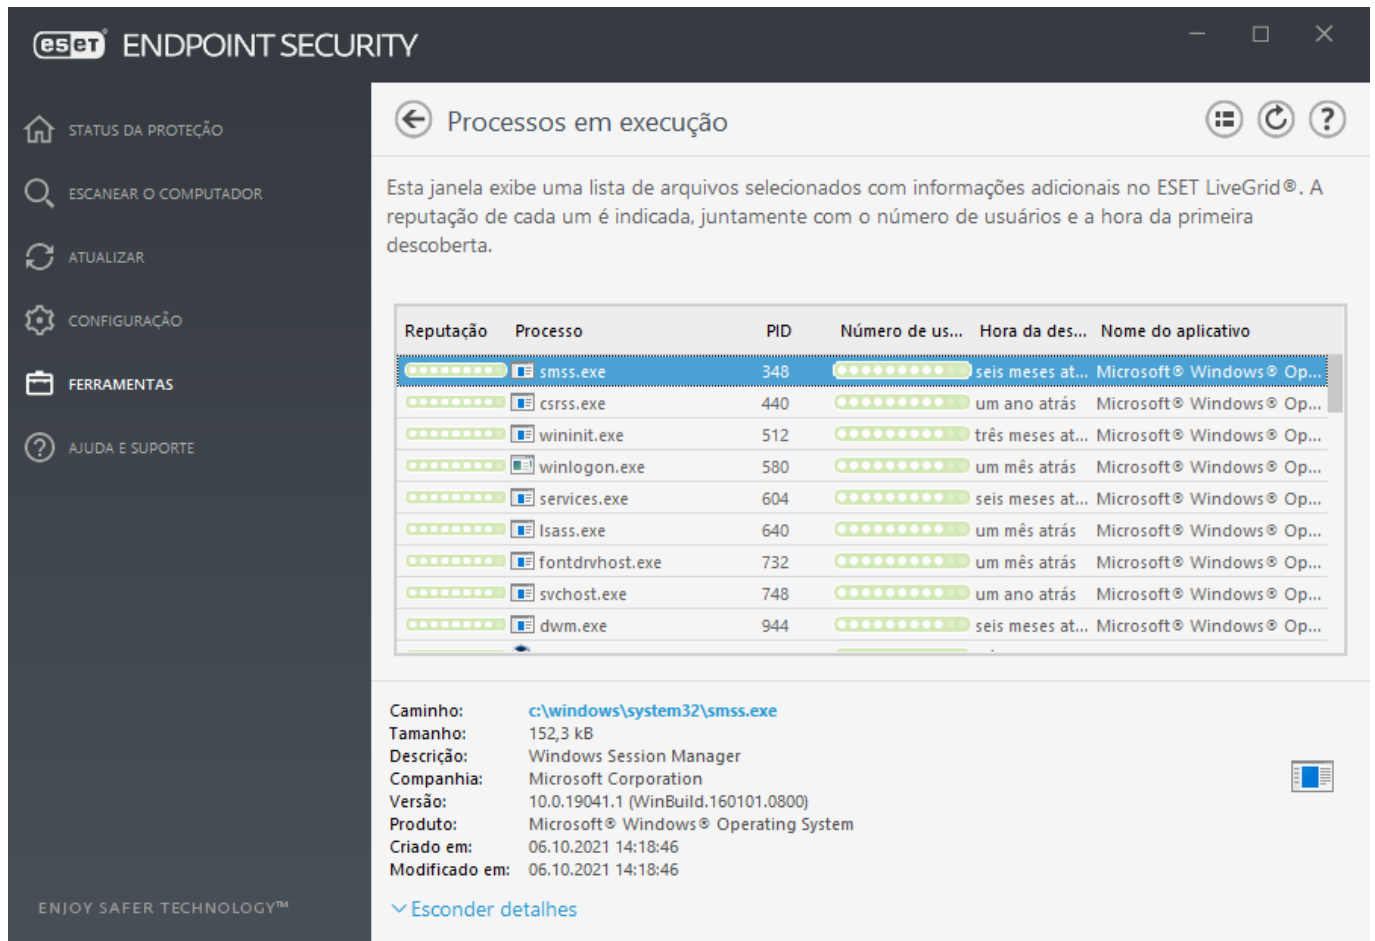 eset ENDPOINT SECURITY
STATUS DA PROTEÇÃO
ESCANEAR O COMPUTADOR
ATUALIZAR
CONFIGURAÇÃO
FERRAMENTAS
AJUDA E SUPORTE
ENJOY SAFER TECHNOLOGY™
Processos em execução
?
Esta janela exibe uma lista de arquivos selecionados com informações adicionais no ESET LiveGrid®. A
reputação de cada um é indicada, juntamente com o número de usuários e a hora da primeira
descoberta.
Reputação Processo PID Número de us... Hora da des... Nome do aplicativo
smss.exe 348 seis meses at... Microsoft® Windows® Op...
csrss.exe 440 um ano atrás Microsoft® Windows® Op...
wininit.exe 512 três meses at... Microsoft® Windows® Op...
winlogon.exe 580 um mês atrás Microsoft® Windows® Op...
services.exe 604 seis meses at... Microsoft® Windows® Op...
lsass.exe 640 um mês atrás Microsoft® Windows® Op...
fontdrvhost.exe 732 um mês atrás Microsoft® Windows® Op...
svchost.exe 748 um ano atrás Microsoft® Windows® Op...
dwm.exe 944 seis meses at... Microsoft® Windows® Op...
Caminho: c:\windows\system32\smss.exe
Tamanho: 152,3 kB
Descrição: Windows Session Manager
Companhia: Microsoft Corporation
Versão: 10.0.19041.1 (WinBuild.160101.0800)
Produto: Microsoft® Windows® Operating System
Criado em: 06.10.2021 14:18:46
Modificado em: 06.10.2021 14:18:46
Esconder detalhes